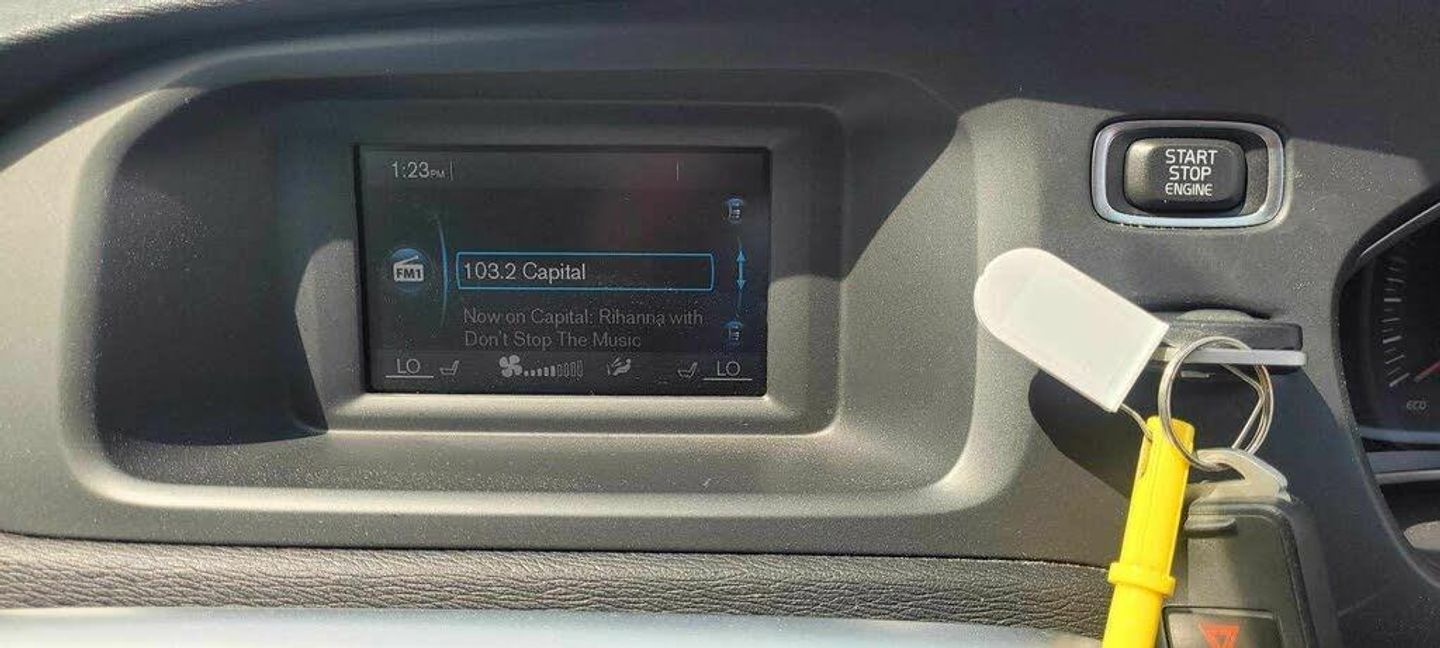 1:23PM
FM1
103.2 Capital
Now on Capital: Rihanna with
Don't Stop The Music
LO
LO
START
STOP
ENGINE
ECO